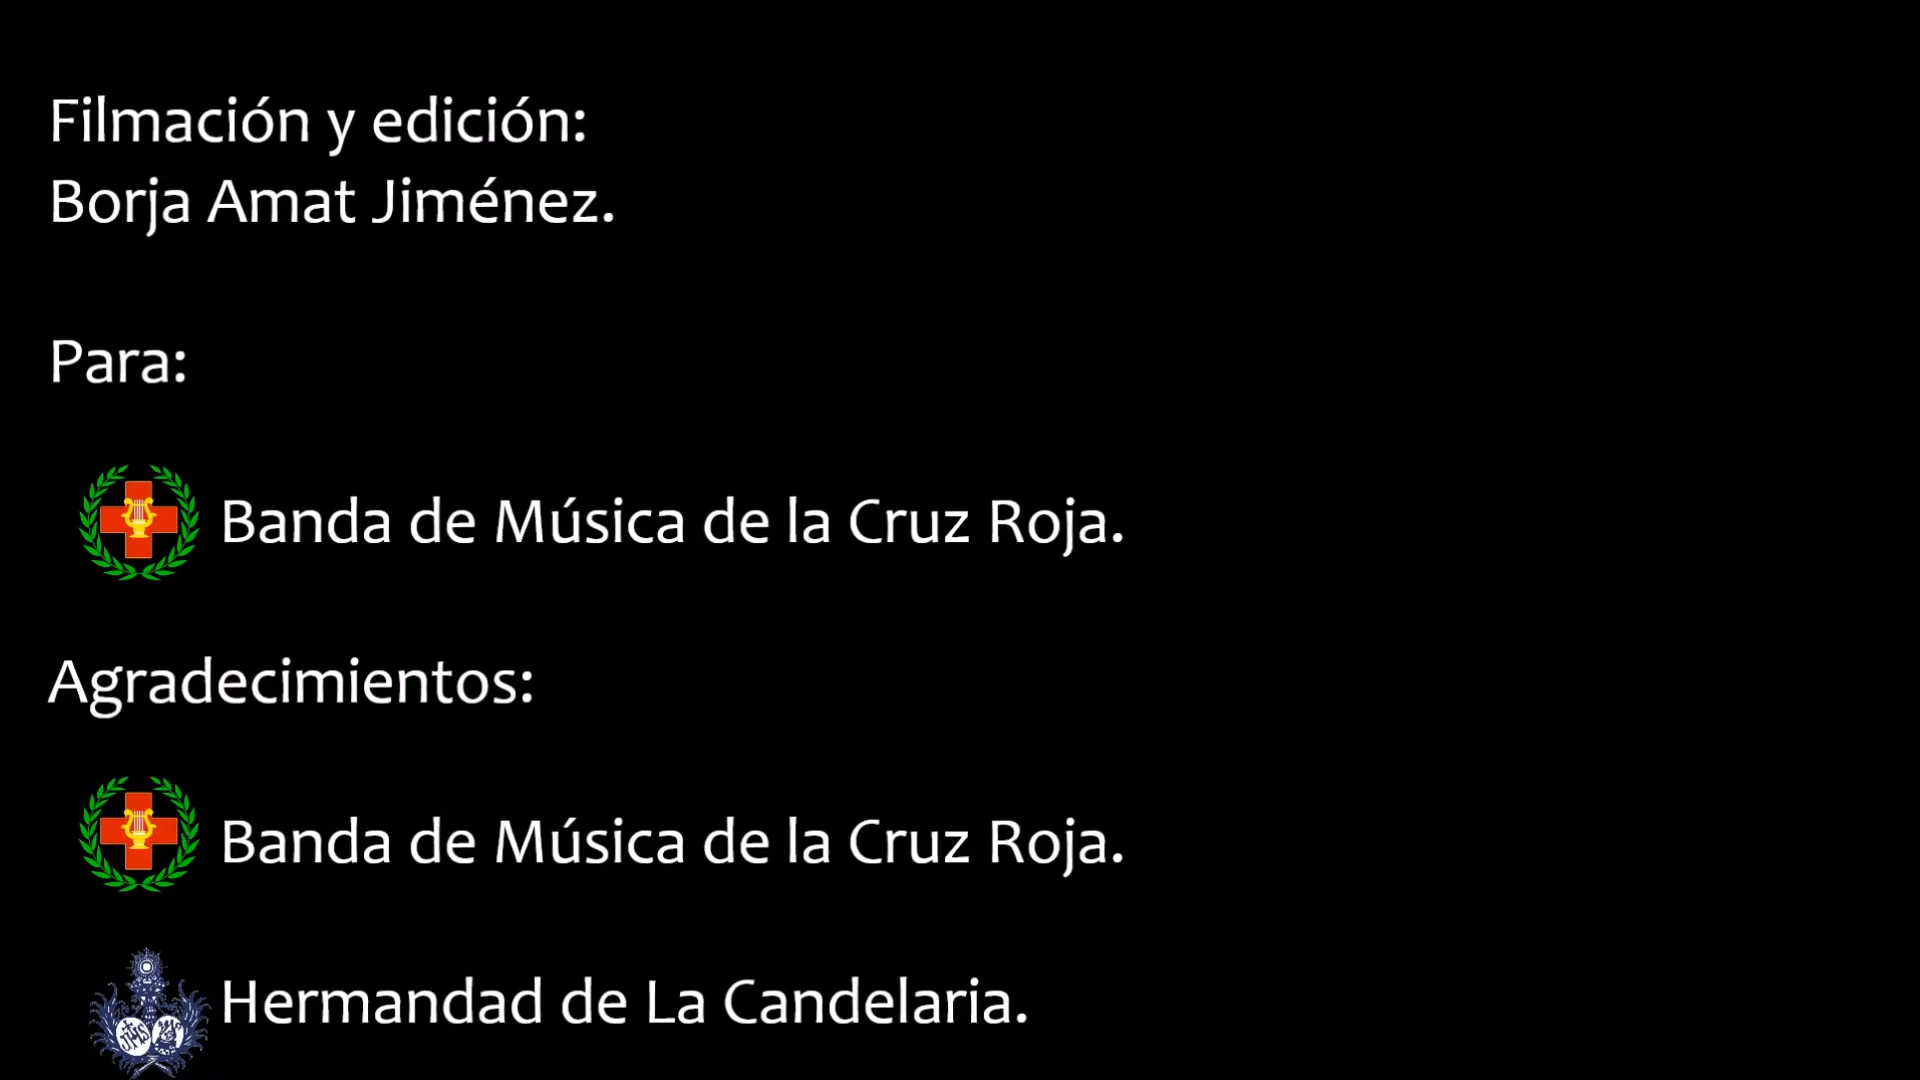 Filmación y edición:
Borja Amat Jiménez.
Para:
Banda de Música de la Cruz Roja.
Agradecimientos:
Banda de Música de la Cruz Roja.
Hermandad de La Candelaria.